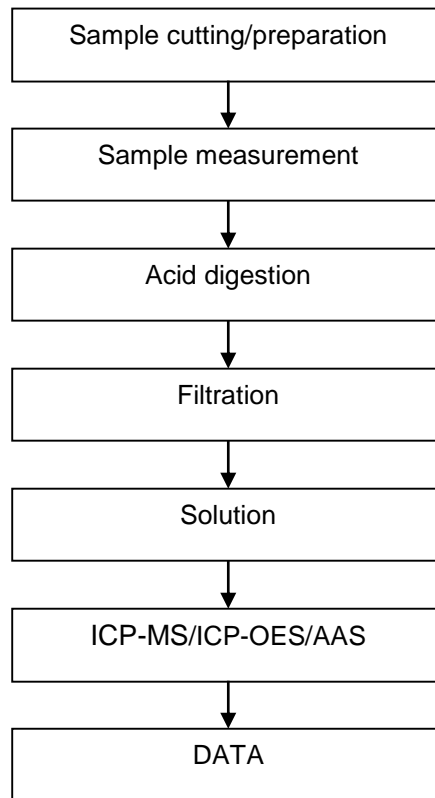 Sample cutting/preparation
Sample measurement
Acid digestion
Filtration
Solution
ICP-MS/ICP-OES/AAS
DATA